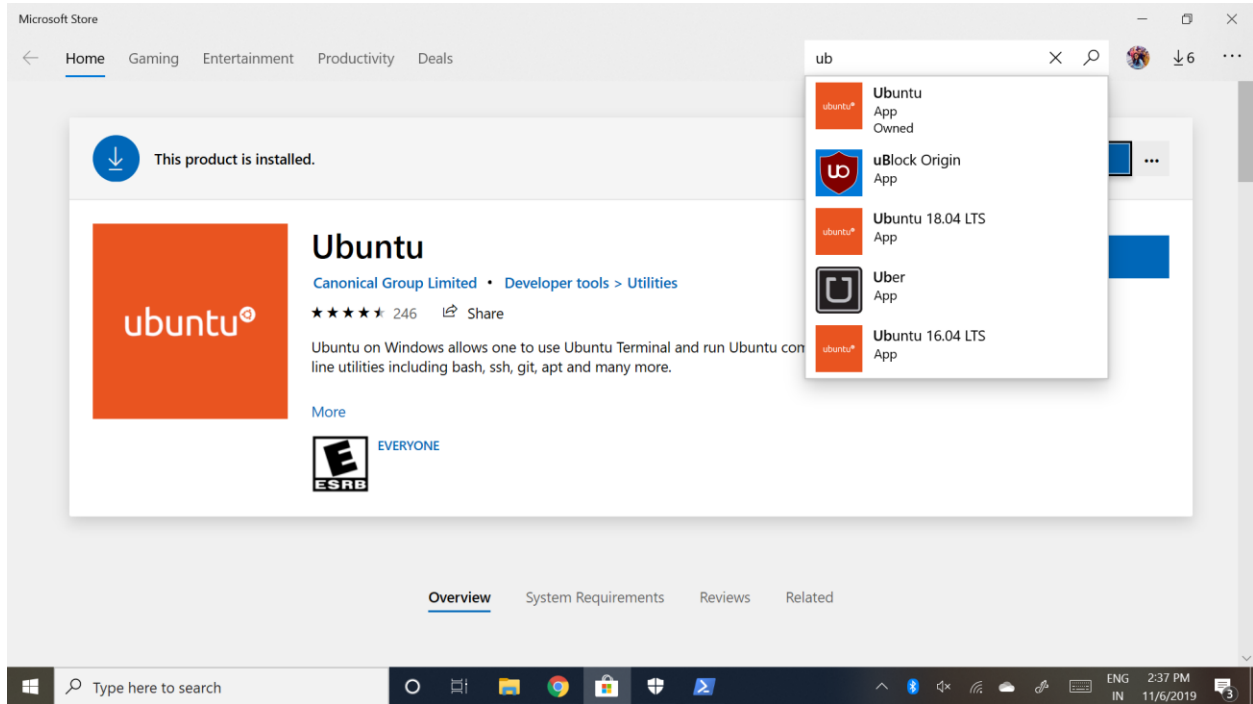 Microsoft Store
Home Gaming Entertainment Productivity Deals
ub
6
Ubuntu
App
Owned
uBlock Origin
App
Ubuntu 18.04 LTS
App
Uber
App
Ubuntu 16.04 LTS
App
ubuntu
ubuntu
ubuntu
This product is installed.
ubuntu
Ubuntu
Canonical Group Limited • Developer tools > Utilities
246 Share
Ubuntu on Windows allows one to use Ubuntu Terminal and run Ubuntu com
line utilities including bash, ssh, git, apt and many more.
More
E
ESRB
EVERYONE
Overview System Requirements Reviews Related
Type here to search
ENG 2:37 PM
IN 11/6/2019
3